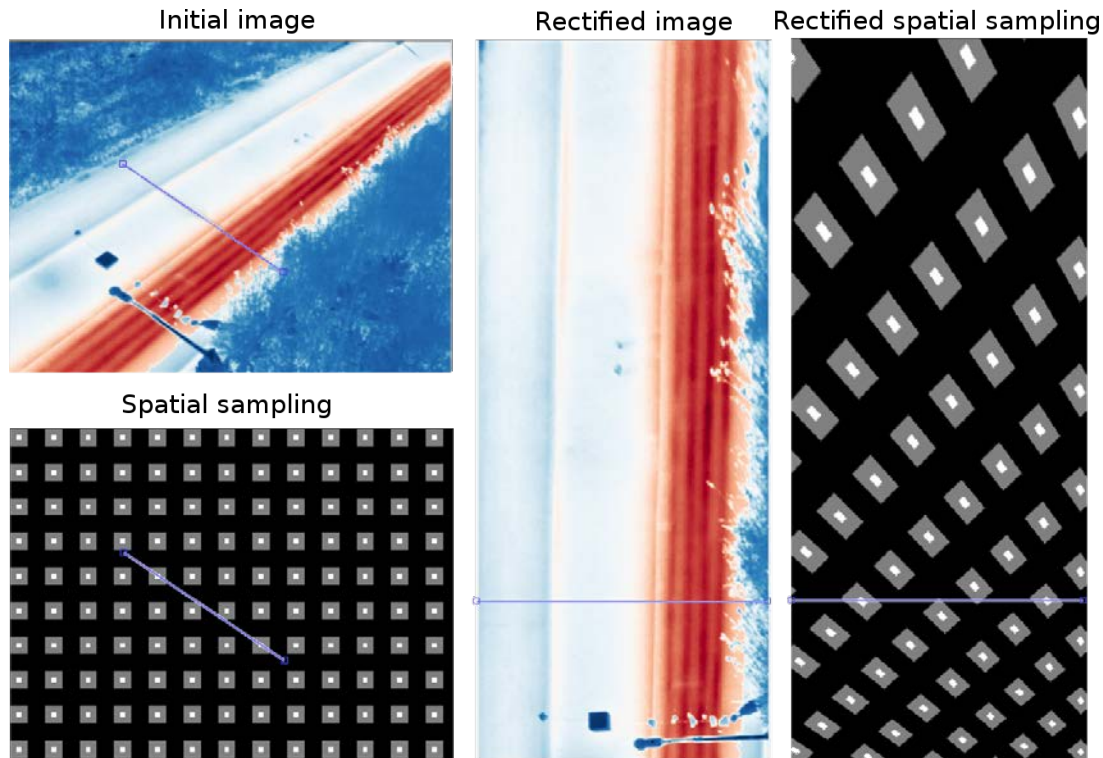 Initial image
Rectified image
Rectified spatial sampling
Spatial sampling